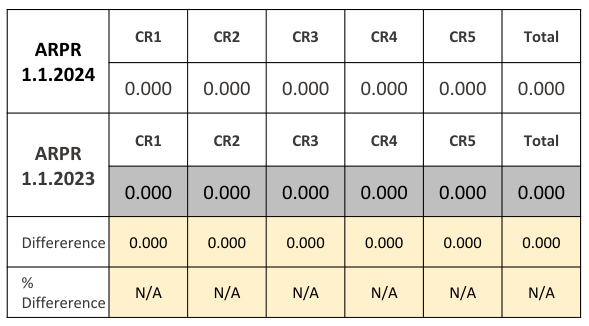 ARPR 1.1.2024 CR1 CR2 CR3 CR4 CR5 Total
0.000 0.000 0.000 0.000 0.000 0.000
ARPR 1.1.2023 CR1 CR2 CR3 CR4 CR5 Total
0.000 0.000 0.000 0.000 0.000 0.000
Differerence 0.000 0.000 0.000 0.000 0.000 0.000
% Differerence N/A N/A N/A N/A N/A N/A